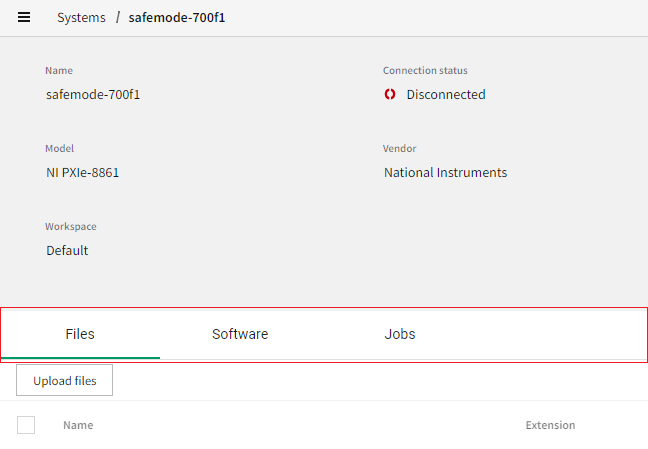 Systems / safemode-700f1
Name Connection status
safemode-700f1 Disconnected
Model Vendor
NI PXIe-8861 National Instruments
Workspace
Default
Files Software Jobs
Upload files
Name Extension